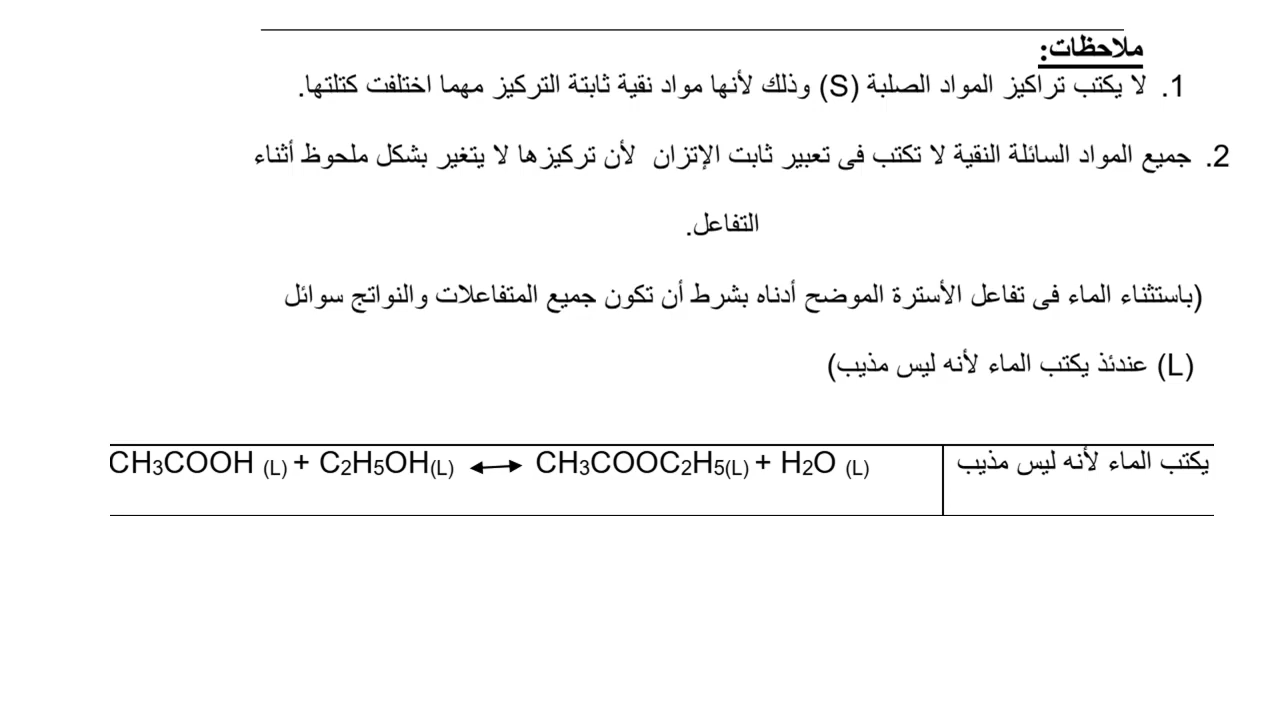 ملاحظات:
1. لا يكتب تراكيز المواد الصلبة (S) وذلك لأنها مواد نقية ثابتة التركيز مهما اختلفت كتلتها.
2. جميع المواد السائلة النقية لا تكتب فى تعبير ثابت الإتزان لأن تركيزها لا يتغير بشكل ملحوظ أثناء
التفاعل.
(باستثناء الماء فى تفاعل الأسترة الموضح أدناه بشرط أن تكون جميع المتفاعلات والنواتج سوائل
(L) عندئذ يكتب الماء لأنه ليس مذيب)
يكتب الماء لأنه ليس مذيب
CH3COOH (L) + C2H5OH(L) ↔ CH3COOC2H5(L) + H2O (L)